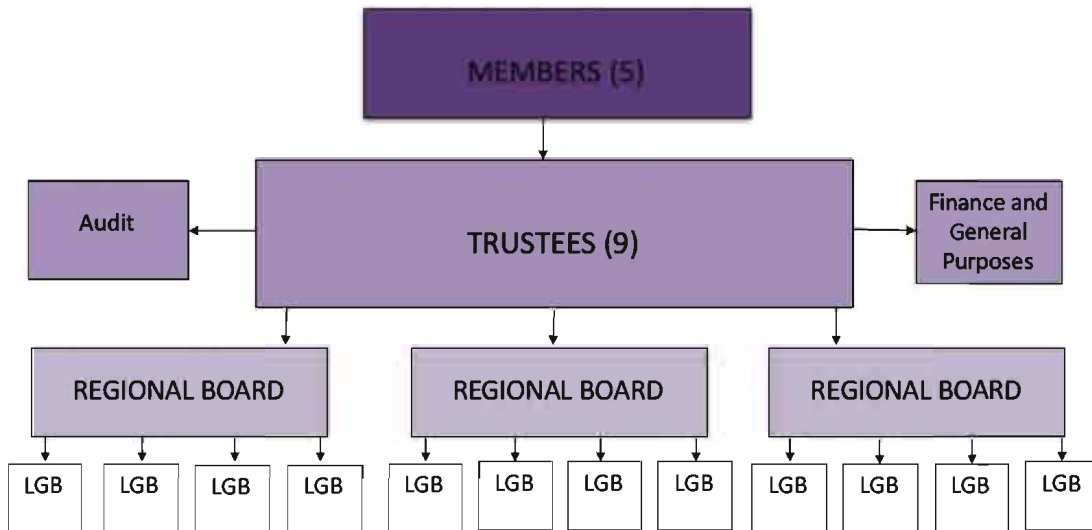 MEMBERS (5)
Audit
TRUSTEES (9)
Finance and
General
Purposes
REGIONAL BOARD
REGIONAL BOARD
REGIONAL BOARD
LGB
LGB
LGB
LGB
LGB
LGB
LGB
LGB
LGB
LGB
LGB
LGB